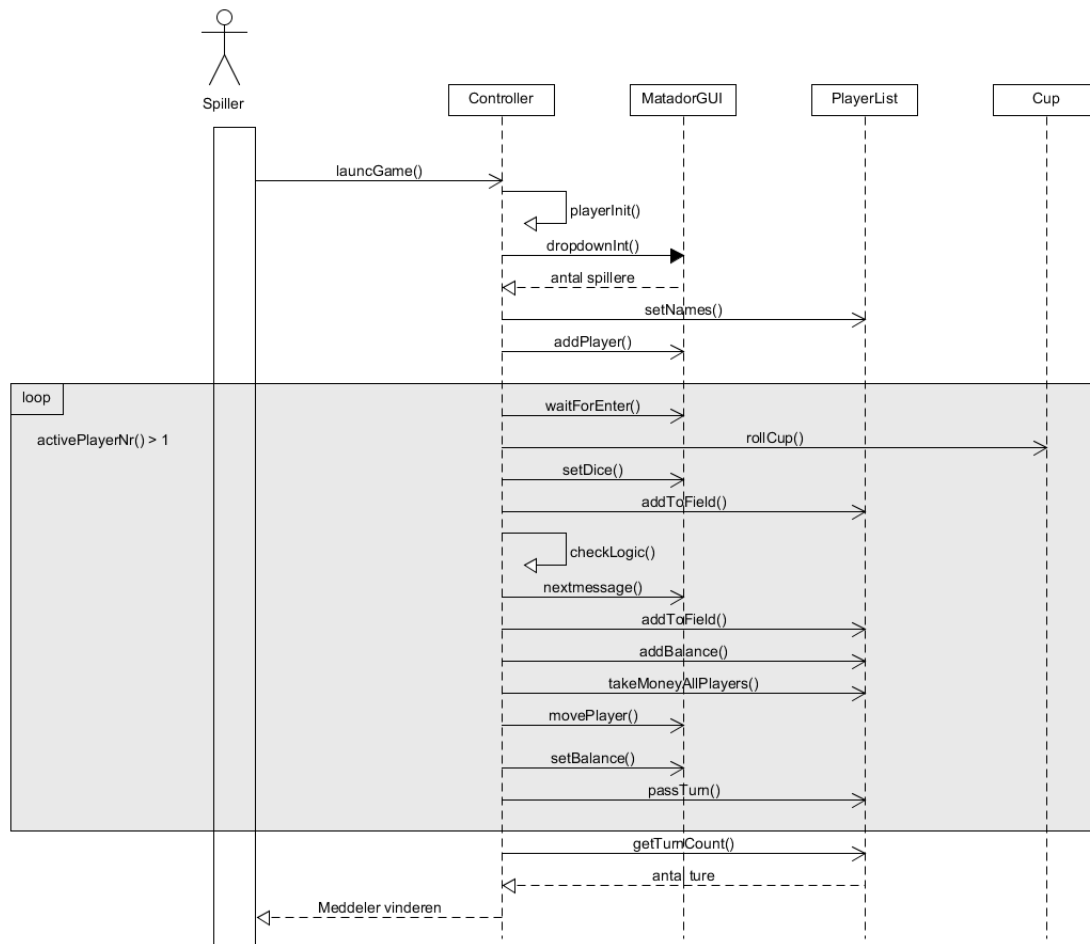 Spiller
Controller
MatadorGUI
PlayerList
Cup
launcGame()
playerInit()
dropdownInt()
antal spillere
setNames()
addPlayer()
loop
waitForEnter()
activePlayerNr() > 1
rollCup()
setDice()
addToField()
checkLogic()
nextmessage()
addToField()
addBalance()
takeMoneyAllPlayers()
movePlayer()
setBalance()
passTurn()
getTurnCount()
antal ture
Meddeler vinderen